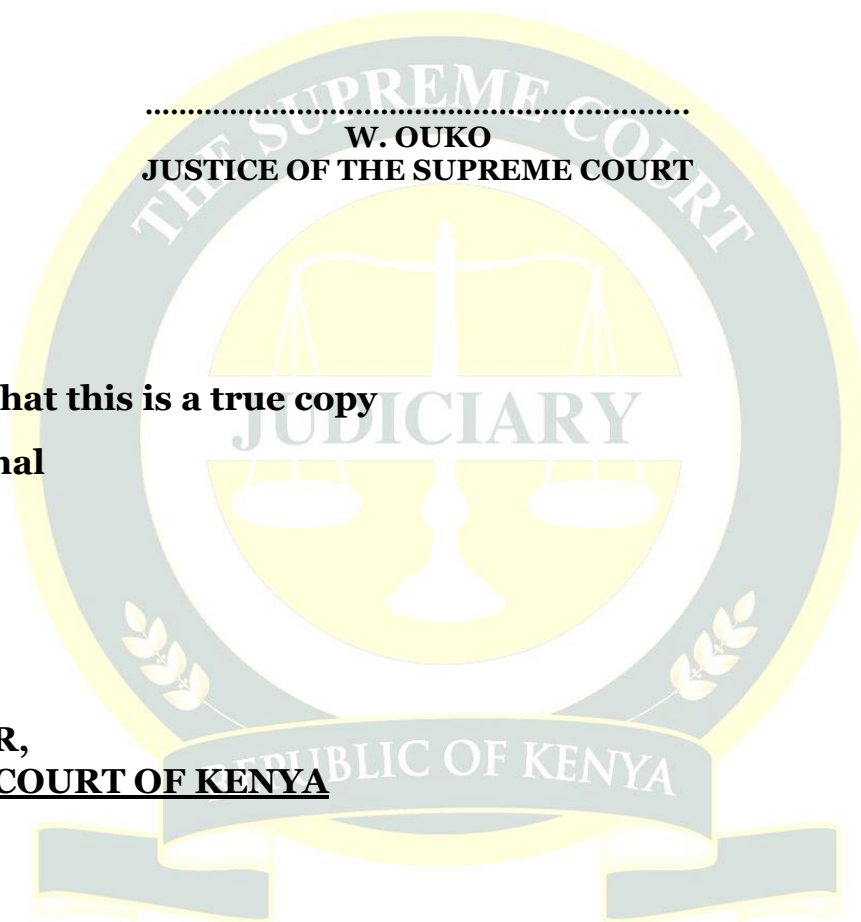 ............................................................
W. OUKO
JUSTICE OF THE SUPREME COURT
THE SUPREME COURT
hat this is a true copy
JUDICIARY
nal
R,
COURT OF KENYA
REPUBLIC OF KENYA